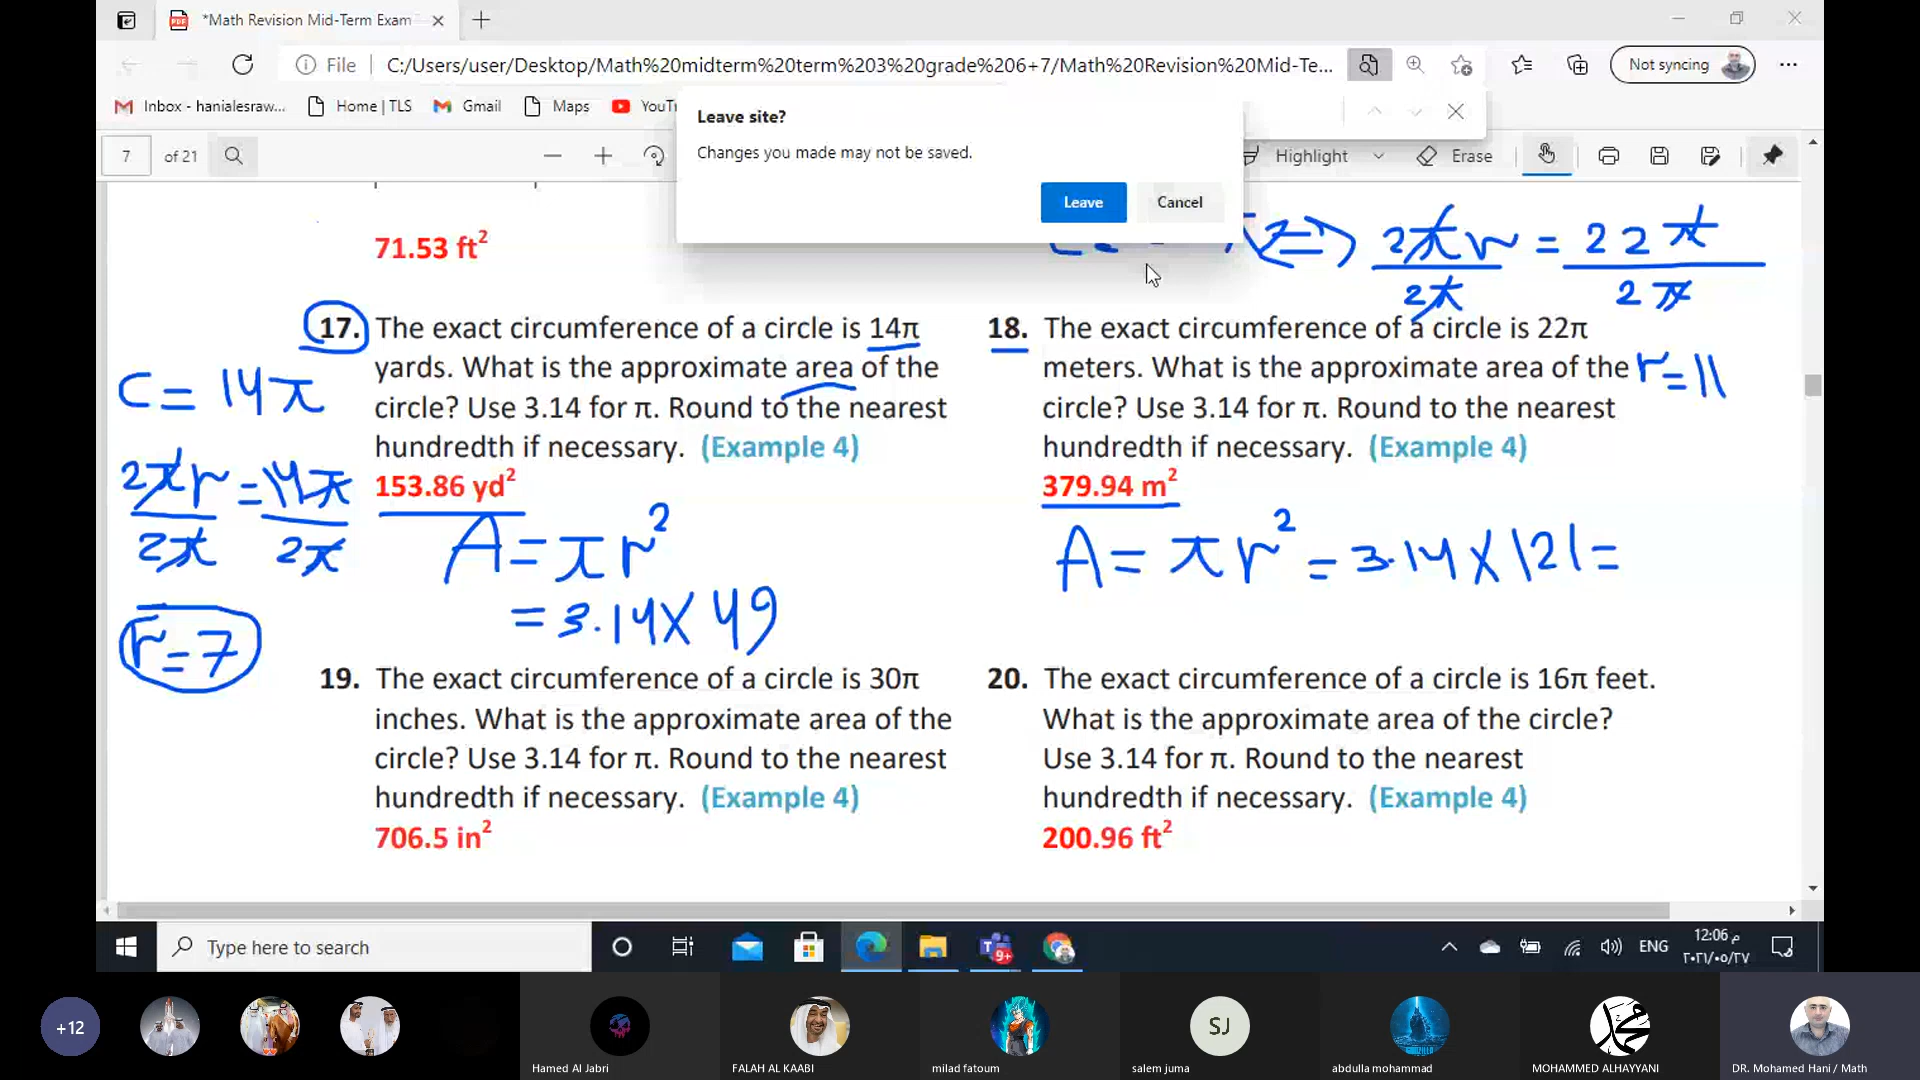 *Math Revision Mid-Term Exam
File
C:/Users/user/Desktop/Math%20midterm%20term%203%20grade%206+7/Math%20Revision%20Mid-Te...
Not syncing
Inbox - hanialesraw...
Home | TLS
Gmail
Maps
YouTu
Leave site?
Changes you made may not be saved.
Leave
Cancel
7 of 21
Highlight
Erase
71.53 ft²
2πr = 22π
2π 2π
17. The exact circumference of a circle is 14π
yards. What is the approximate area of the
circle? Use 3.14 for π. Round to the nearest
hundredth if necessary. (Example 4)
153.86 yd²
C = 14π
2πr = 14π
2π 2π
r = 7
A = πr²
= 3.14 X 49
18. The exact circumference of a circle is 22π
meters. What is the approximate area of the
circle? Use 3.14 for π. Round to the nearest
hundredth if necessary. (Example 4)
379.94 m²
r = 11
A = πr² = 3.14 X 121 =
19. The exact circumference of a circle is 30π
inches. What is the approximate area of the
circle? Use 3.14 for π. Round to the nearest
hundredth if necessary. (Example 4)
706.5 in²
20. The exact circumference of a circle is 16π feet.
What is the approximate area of the circle?
Use 3.14 for π. Round to the nearest
hundredth if necessary. (Example 4)
200.96 ft²
Type here to search
9+
ENG
12:06 م
٢٠٢١/٠٥/٢٧
+12
Hamed Al Jabri
FALAH AL KAABI
milad fatoum
SJ
salem juma
abdulla mohammad
MOHAMMED ALHAYYANI
DR. Mohamed Hani / Math